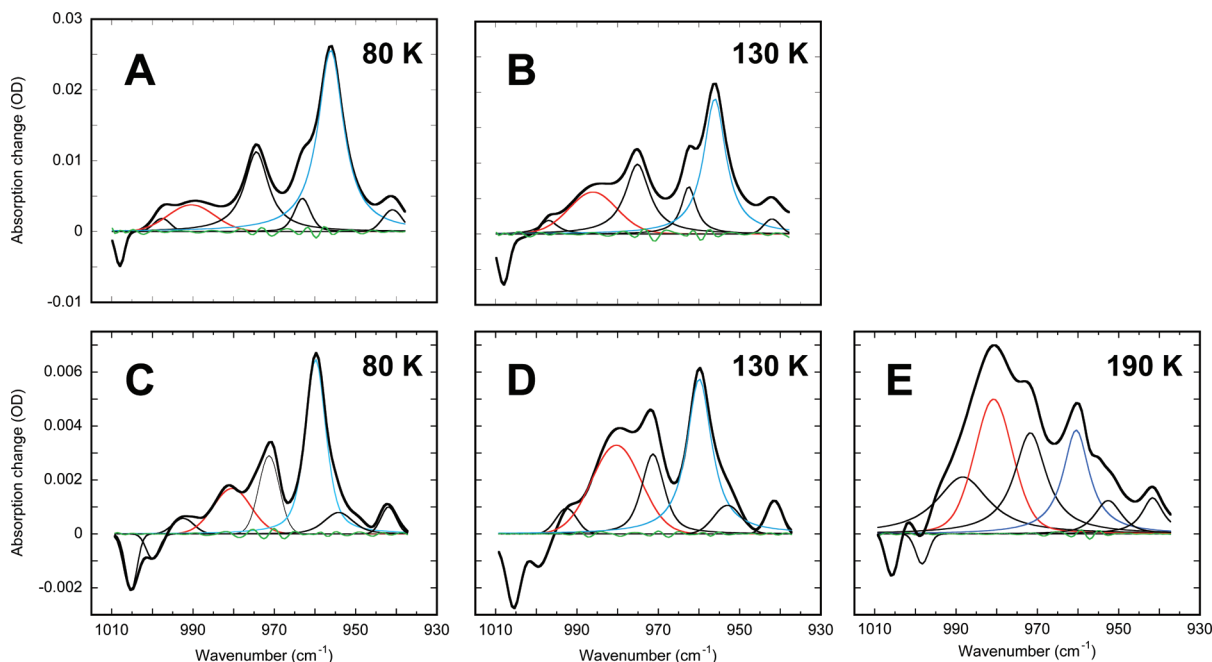 0.03
0.02
0.01
0
-0.01
Absorption change (OD)
A
80 K
B
130 K
0.006
0.004
0.002
0.000
-0.002
Absorption change (OD)
C
80 K
D
130 K
E
190 K
1010 990 970 950 930
1010 990 970 950 930
1010 990 970 950 930
Wavenumber (cm⁻¹)
Wavenumber (cm⁻¹)
Wavenumber (cm⁻¹)